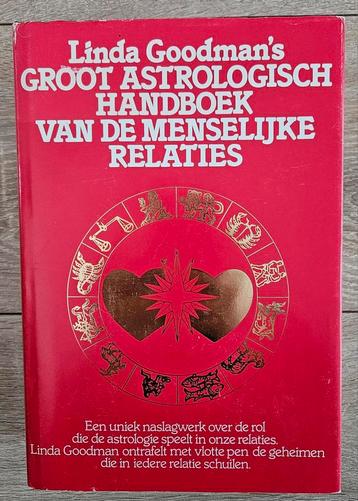 Linda Goodman's
GROOT ASTROLOGISCH
HANDBOEK
VAN DE MENSELIJKE
RELATIES
Een uniek naslagwerk over de rol
die de astrologie speelt in onze relaties.
Linda Goodman ontrafelt met vlotte pen de geheimen
die in iedere relatie schuilen.